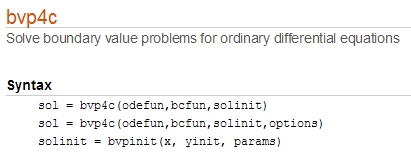 bvp4c
Solve boundary value problems for ordinary differential equations
Syntax
sol = bvp4c(odefun,bcfun,solinit)
sol = bvp4c(odefun,bcfun,solinit,options)
solinit = bvpinit(x, yinit, params)